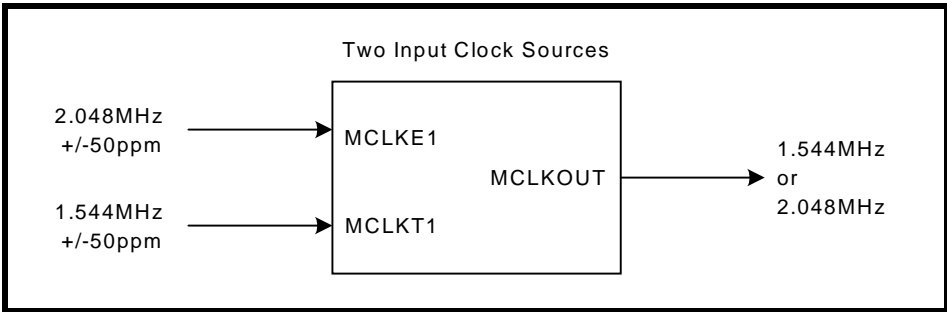 Two Input Clock Sources
2.048MHz
+/-50ppm
MCLKE1
MCLKOUT
1.544MHz
or
2.048MHz
1.544MHz
+/-50ppm
MCLKT1